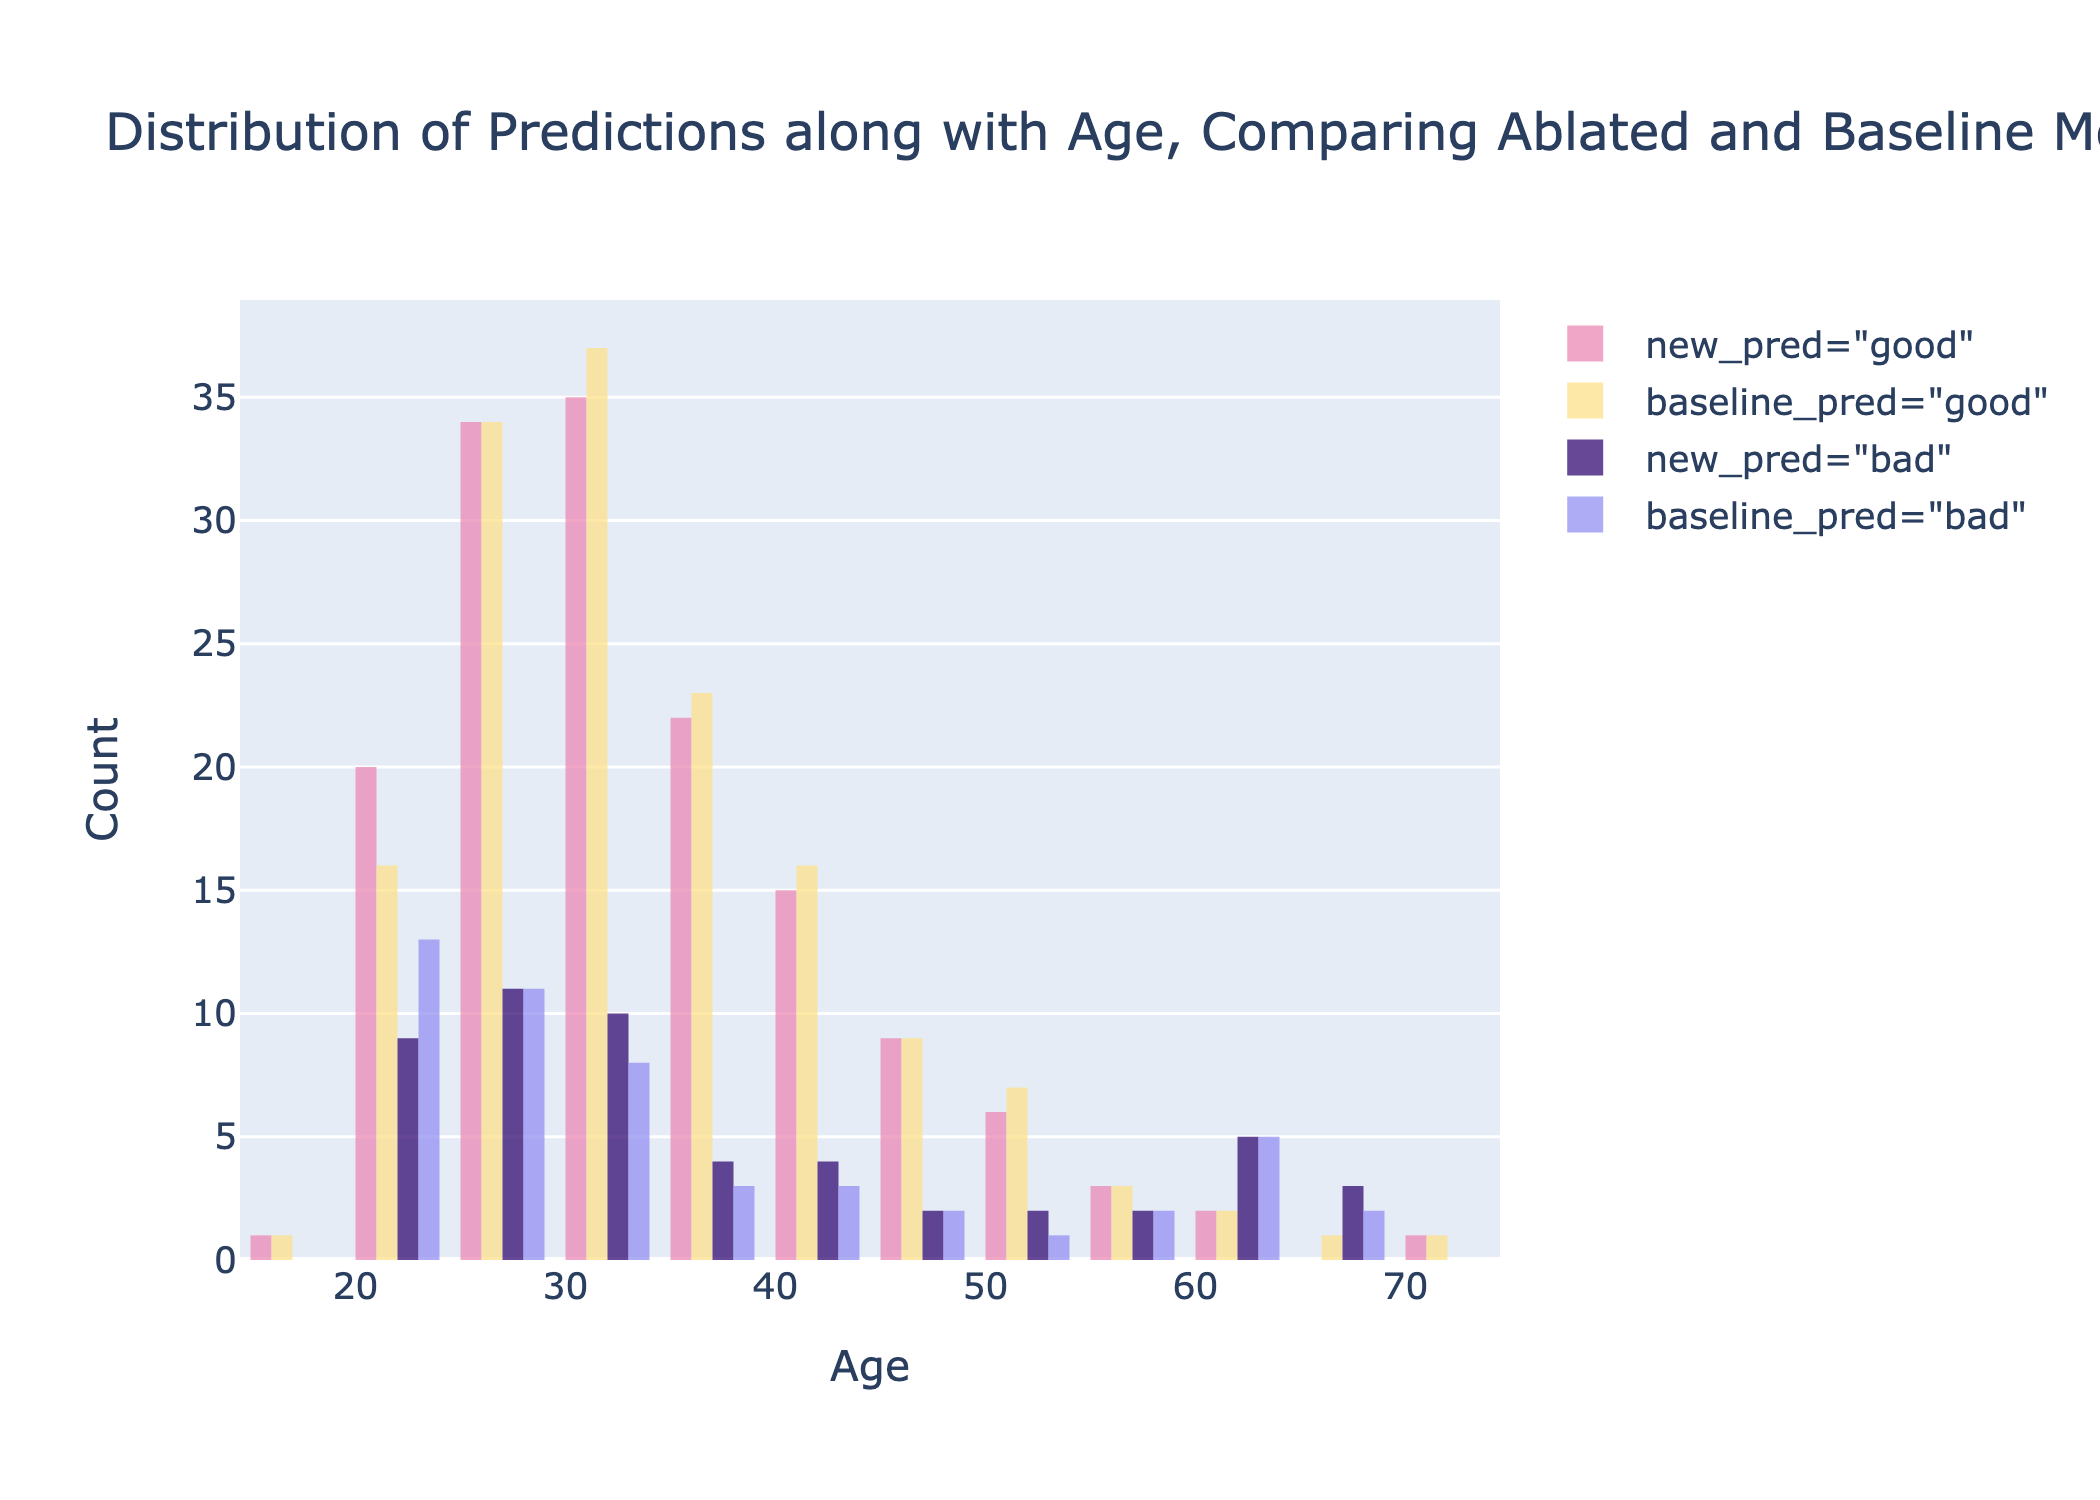 Distribution of Predictions along with Age, Comparing Ablated and Baseline
new_pred="good"
baseline_pred="good"
new_pred="bad"
baseline_pred="bad"
Count
35
30
25
20
15
10
5
0
20 30 40 50 60 70
Age